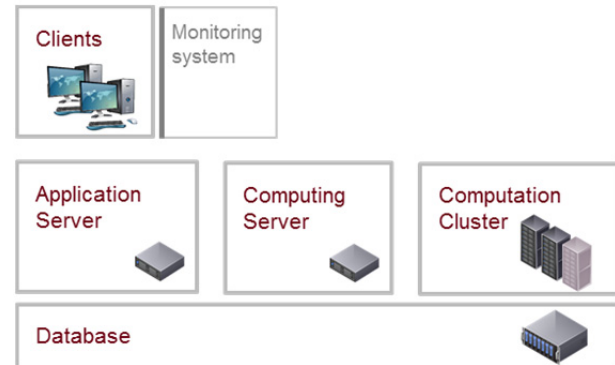 Clients
Monitoring
system
Application
Server
Computing
Server
Computation
Cluster
Database